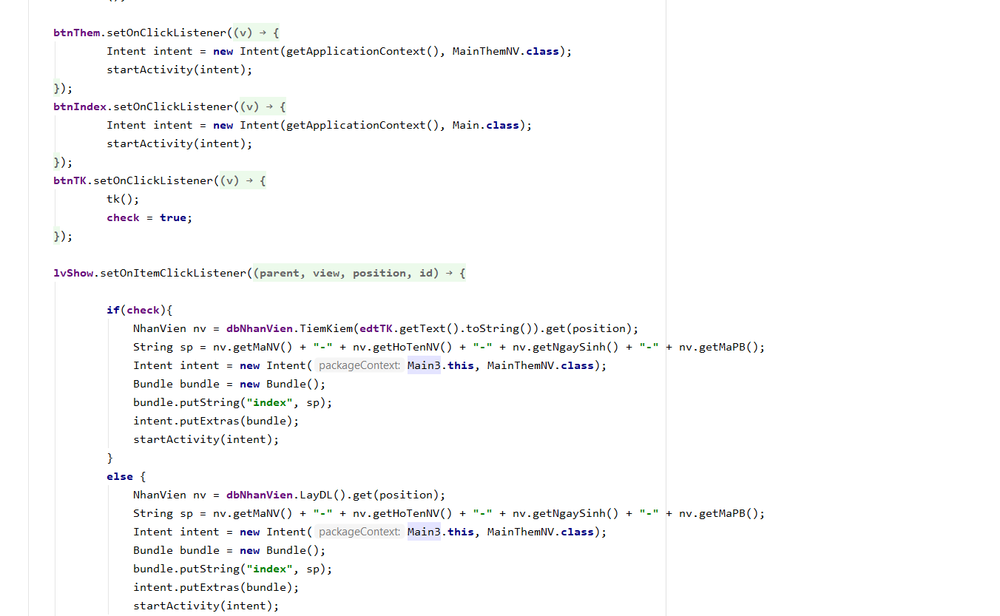 btnThem.setOnClickListener((v) → {
Intent intent = new Intent(getApplicationContext(), MainThemNV.class);
startActivity(intent);
});
btnIndex.setOnClickListener((v) → {
Intent intent = new Intent(getApplicationContext(), Main.class);
startActivity(intent);
});
btnTK.setOnClickListener((v) → {
tk();
check = true;
});
lvShow.setOnItemClickListener((parent, view, position, id) → {
if(check){
NhanVien nv = dbNhanVien.TiemKiem(edtTK.getText().toString()).get(position);
String sp = nv.getMaNV() + "-" + nv.getHoTenNV() + "-" + nv.getNgaySinh() + "-" + nv.getMaPB();
Intent intent = new Intent( packageContext: Main3.this, MainThemNV.class);
Bundle bundle = new Bundle();
bundle.putString("index", sp);
intent.putExtras(bundle);
startActivity(intent);
}
else {
NhanVien nv = dbNhanVien.LayDL().get(position);
String sp = nv.getMaNV() + "-" + nv.getHoTenNV() + "-" + nv.getNgaySinh() + "-" + nv.getMaPB();
Intent intent = new Intent( packageContext: Main3.this, MainThemNV.class);
Bundle bundle = new Bundle();
bundle.putString("index", sp);
intent.putExtras(bundle);
startActivity(intent);